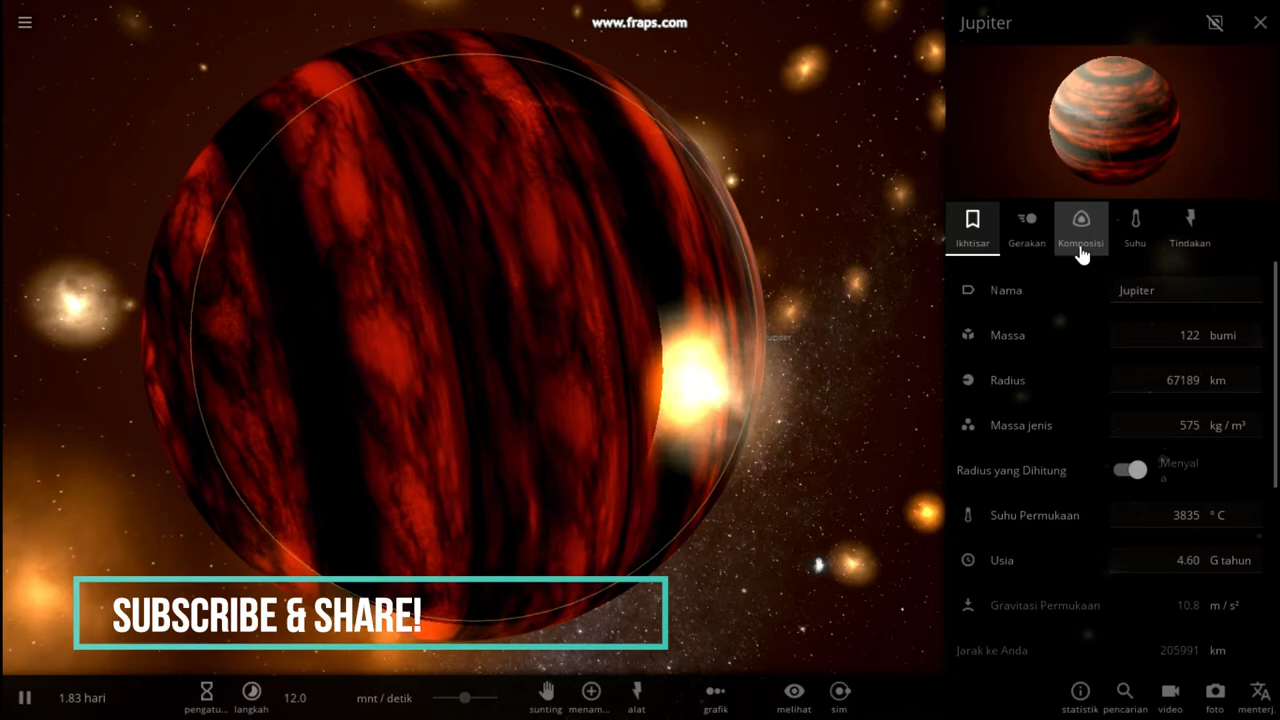 www.fraps.com
Jupiter
Ikhtisar
Gerakan
Komposisi
Suhu
Tindakan
Nama
Jupiter
Massa
122 bumi
Radius
67189 km
Massa jenis
575 kg / m³
Radius yang Dihitung
Menyal
a
Suhu Permukaan
3835 ° C
Usia
4.60 G tahun
Gravitasi Permukaan
10.8 m / s²
Jarak ke Anda
205991 km
SUBSCRIBE & SHARE!
1.83 hari
pengatu...
langkah
12.0
mnt / detik
sunting
menam...
alat
grafik
melihat
sim
statistik
pencarian
video
foto
menterj